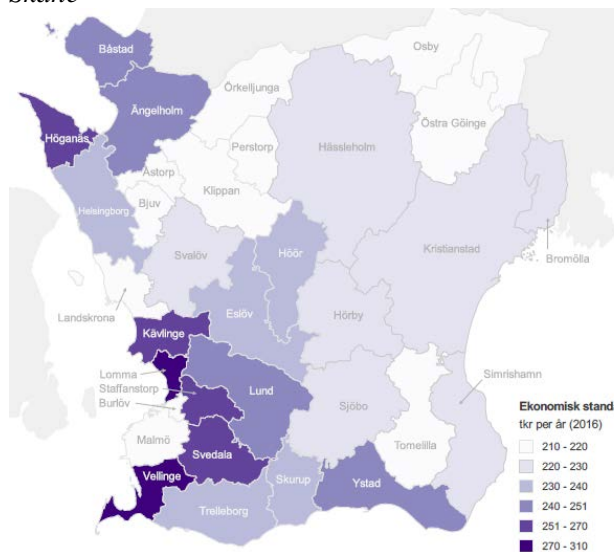 Skåne
Båstad
Osby
Örkelljunga
Ängelholm
Östra Göinge
Höganäs
Perstorp
Hässleholm
Åstorp
Klippan
Bjuv
Helsingborg
Kristianstad
Höör
Svalöv
Bromölla
Eslöv
Landskrona
Hörby
Kävlinge
Lomma
Staffanstorp
Burlöv
Lund
Simrishamn
Sjöbo
Malmö
Tomelilla
Svedala
Vellinge
Skurup
Ystad
Trelleborg
Ekonomisk stand
tkr per år (2016)
210 - 220
220 - 230
230 - 240
240 - 251
251 - 270
270 - 310